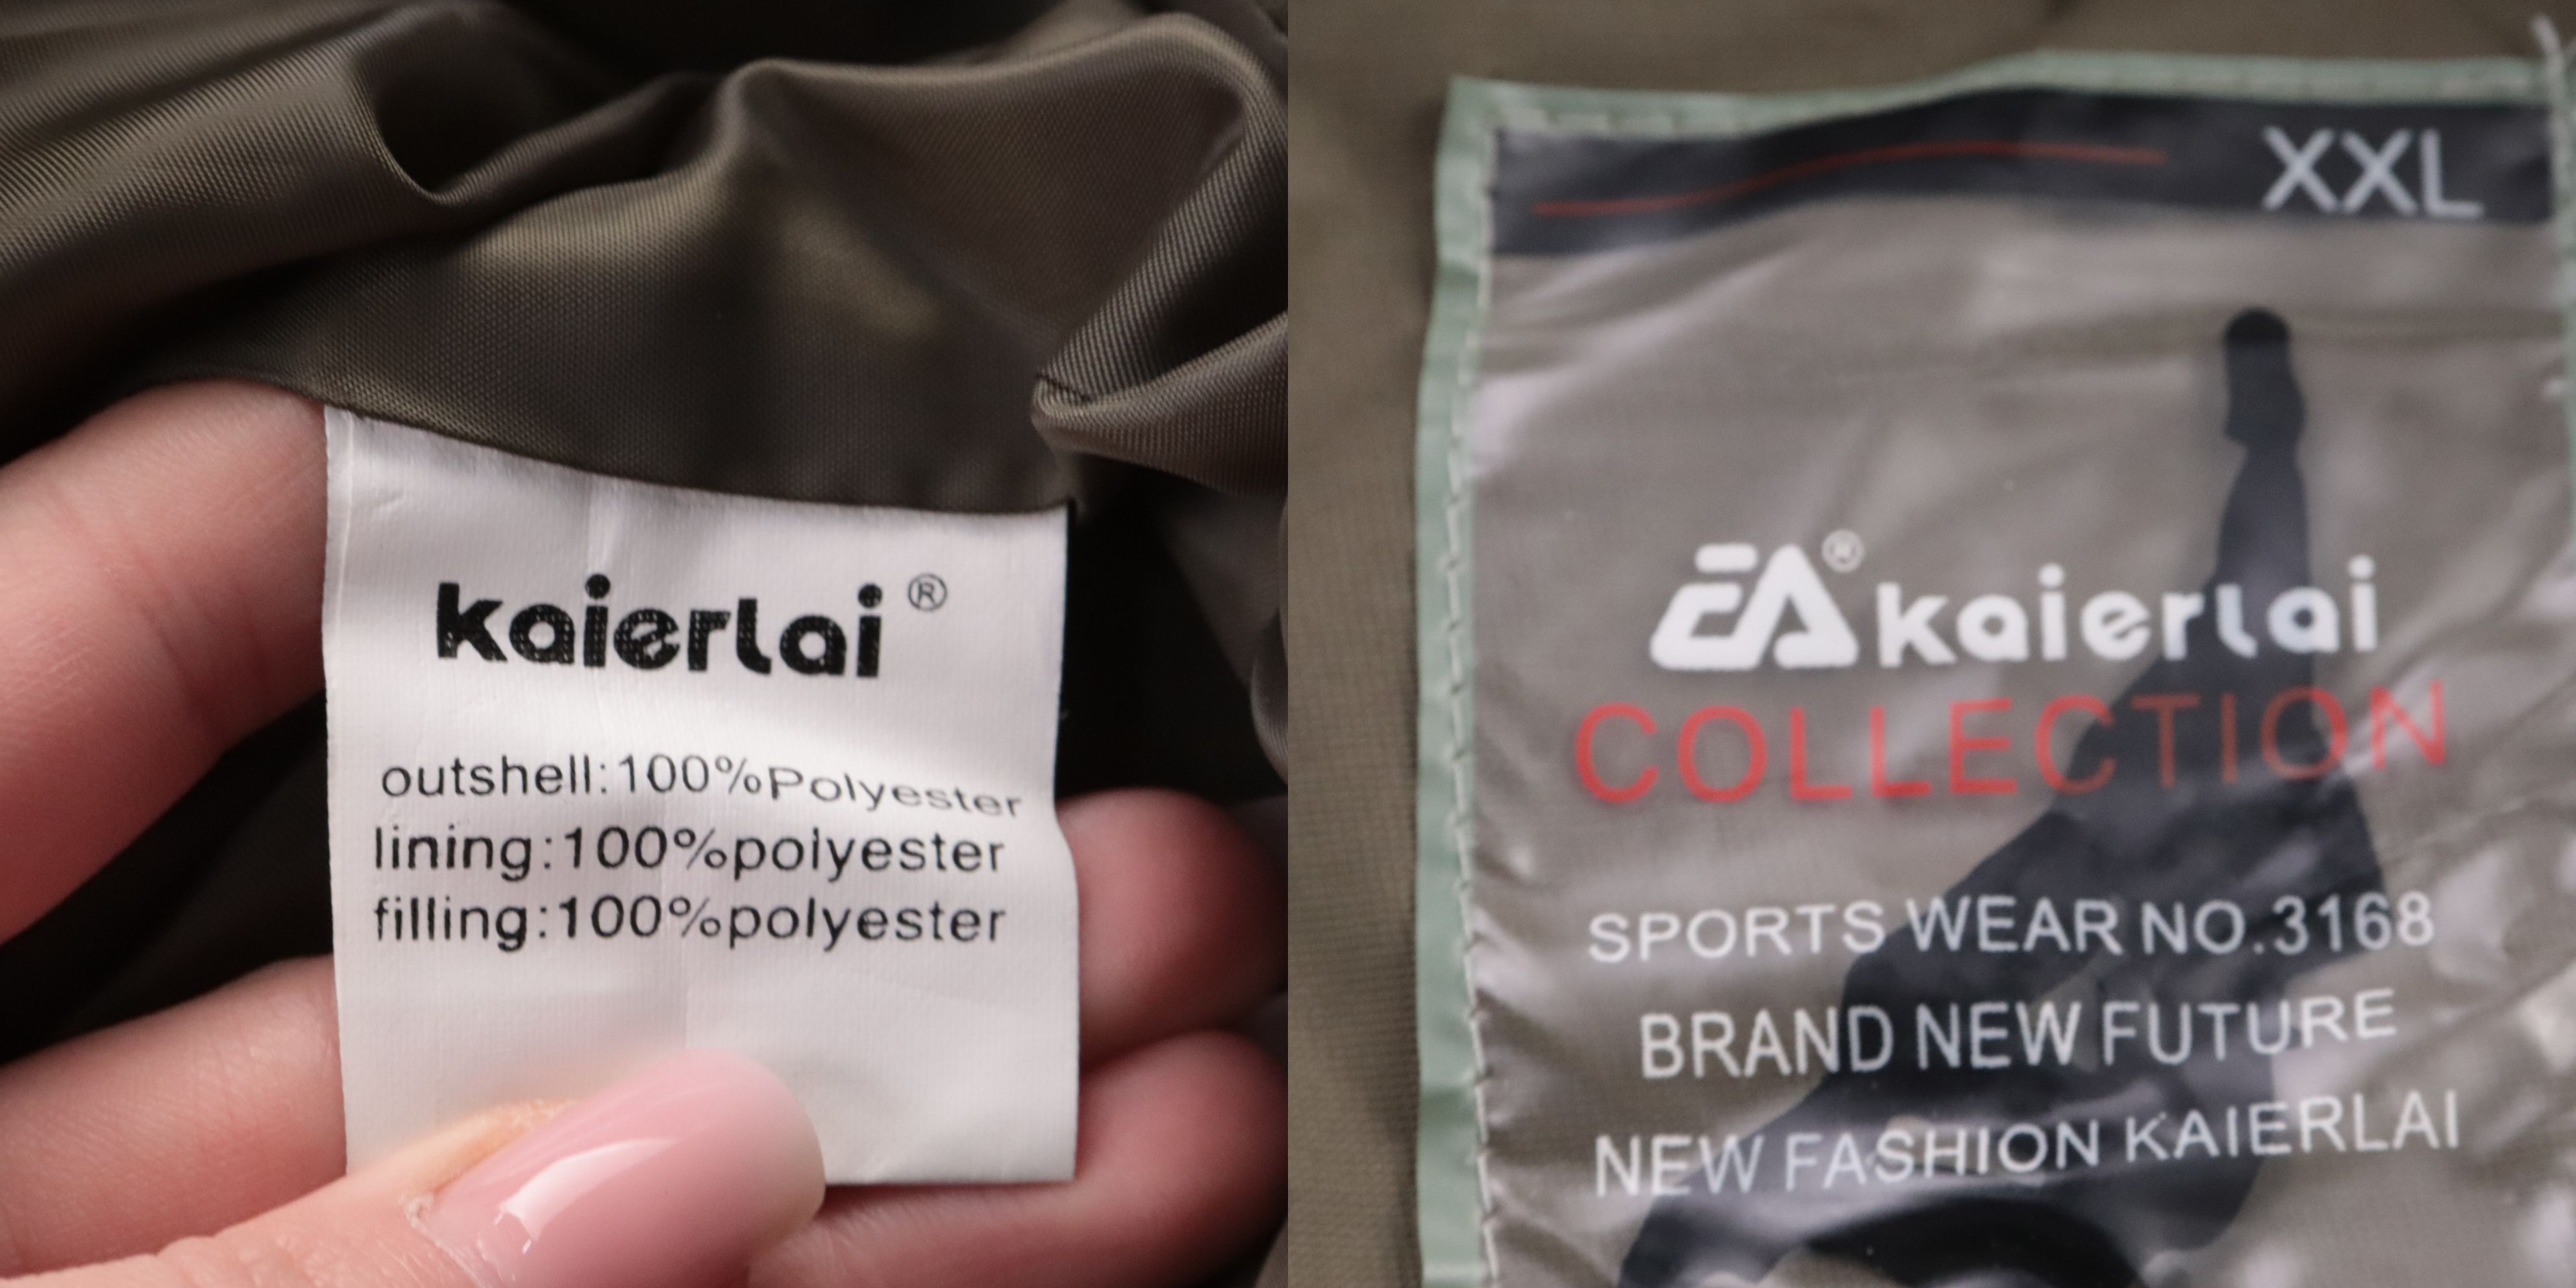 kaierlai ®
outshell:100%Polyester
lining:100%polyester
filling:100%polyester
XXL
EA® kaierlai
COLLECTION
SPORTS WEAR NO.3168
BRAND NEW FUTURE
NEW FASHION KAIERLAI